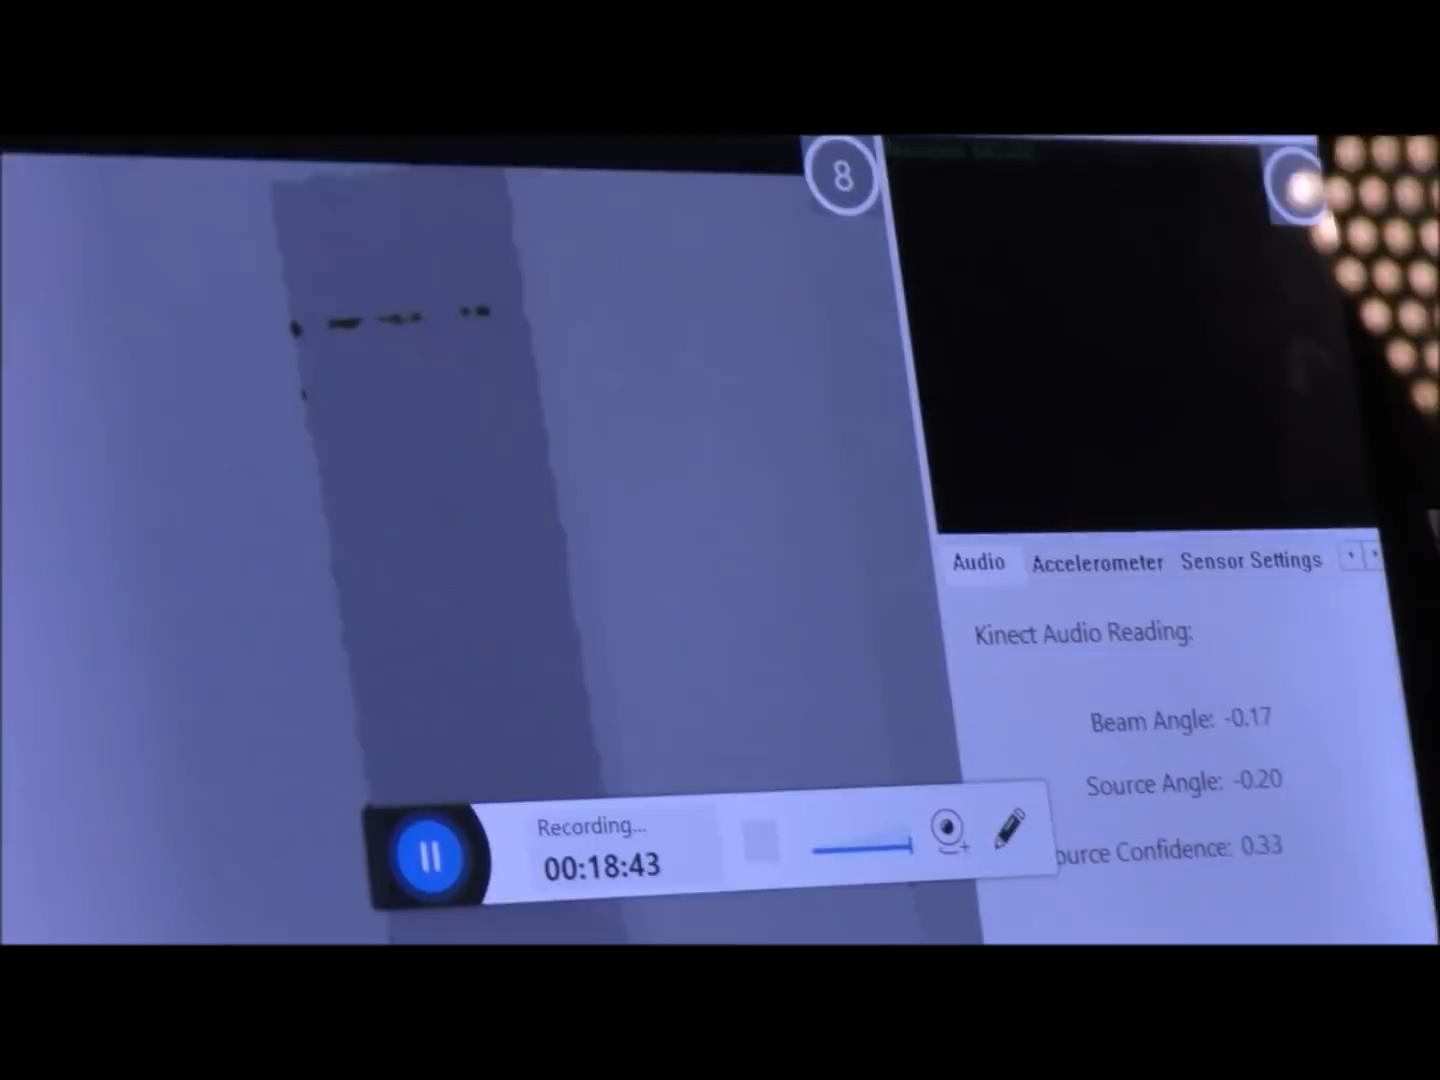 8
Audio Accelerometer Sensor Settings
Kinect Audio Reading:
Beam Angle: -0.17
Source Angle: -0.20
Confidence: 0.33
Recording...
00:18:43